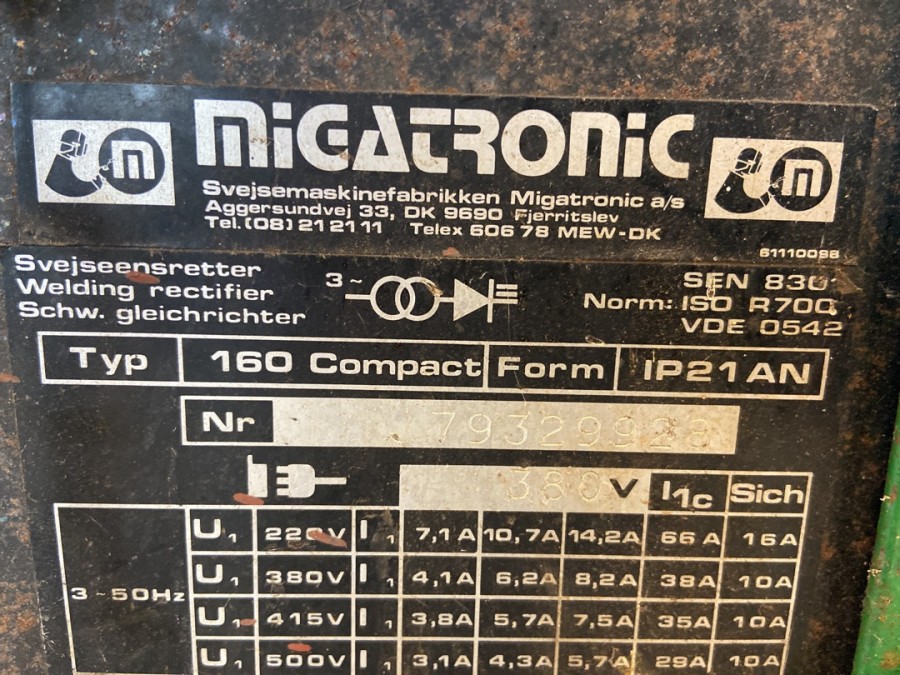 MIGATRONIC
Svejsemaskinefabrikken Migatronic a/s
Aggersundvej 33, DK 9690 Fjerritslev
Tel. (08) 21 21 11 Telex 606 78 MEW-DK
61110098
Svejseensretter
Welding rectifier
Schw. gleichrichter
3~
SEN 8301
Norm: ISO R700
VDE 0542
Typ 160 Compact Form IP21AN
Nr 79329928
380 V I1c Sich
3~50Hz
U1 220V I1 7,1A 10,7A 14,2A 66A 16A
U1 380V I1 4,1A 6,2A 8,2A 38A 10A
U1 415V I1 3,8A 5,7A 7,5A 35A 10A
U1 500V I1 3,1A 4,3A 5,7A 29A 10A